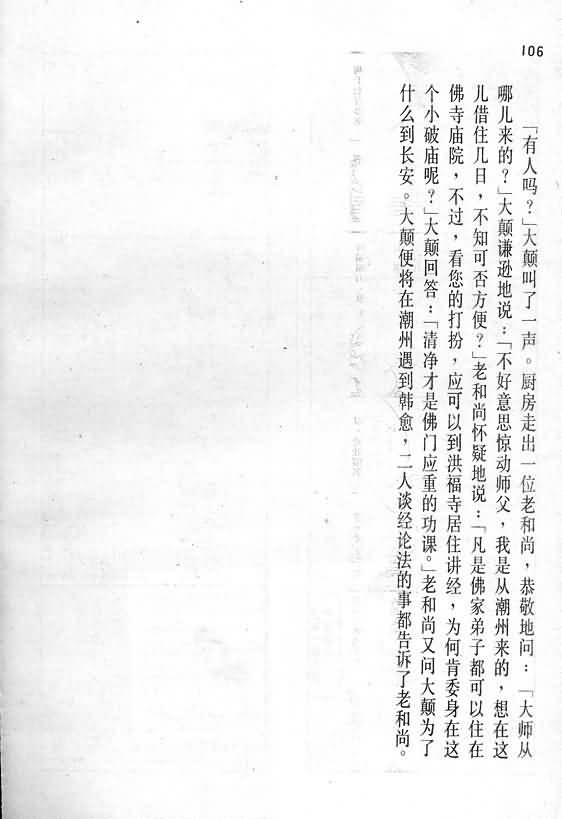 106
「有人吗？」大颠叫了一声。厨房走出一位老和尚，恭敬地问：「大师从
哪儿来的？」大颠谦逊地说：「不好意思惊动师父，我是从潮州来的，想在这
儿借住几日，不知可否方便？」老和尚怀疑地说：「凡是佛家弟子都可以住在
佛寺庙院，不过，看您的打扮，应可以到洪福寺居住讲经，为何肯委身在这
个小破庙呢？」大颠回答：「清净才是佛门应重的功课。」老和尚又问大颠为了
什么到长安。大颠便将在潮州遇到韩愈，二人谈经论法的事都告诉了老和尚。